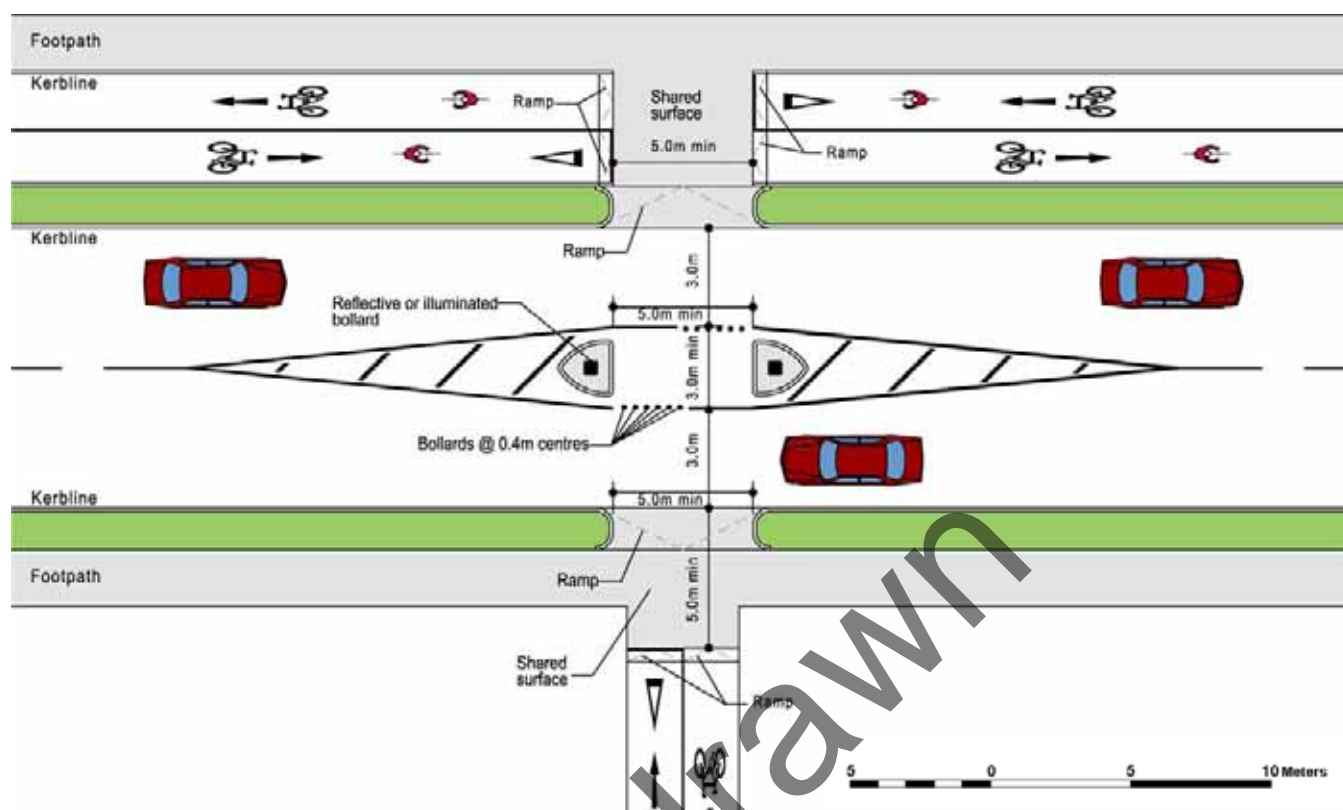 Footpath
Kerbline
Ramp
Shared
surface
5.0m min
Ramp
Kerbline
Ramp
3.0m
Reflective or illuminated
bollard
5.0m min
3.0m min
Bollards @ 0.4m centres
3.0m
Kerbline
5.0m min
Footpath
Ramp
5.0m min
Shared
surface
Ramp
rawn
5 0 5 10 Meters